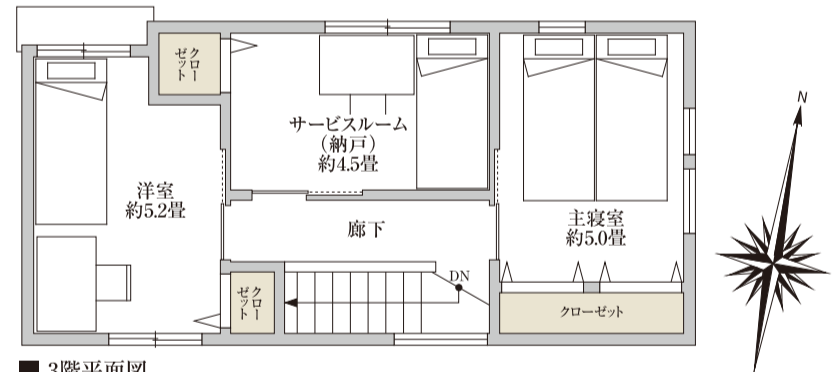 クロー
ゼット
サービスルーム
（納戸）
約4.5畳
洋室
約5.2畳
主寝室
約5.0畳
廊下
DN
クロー
ゼット
クローゼット
N
■ 3階平面図